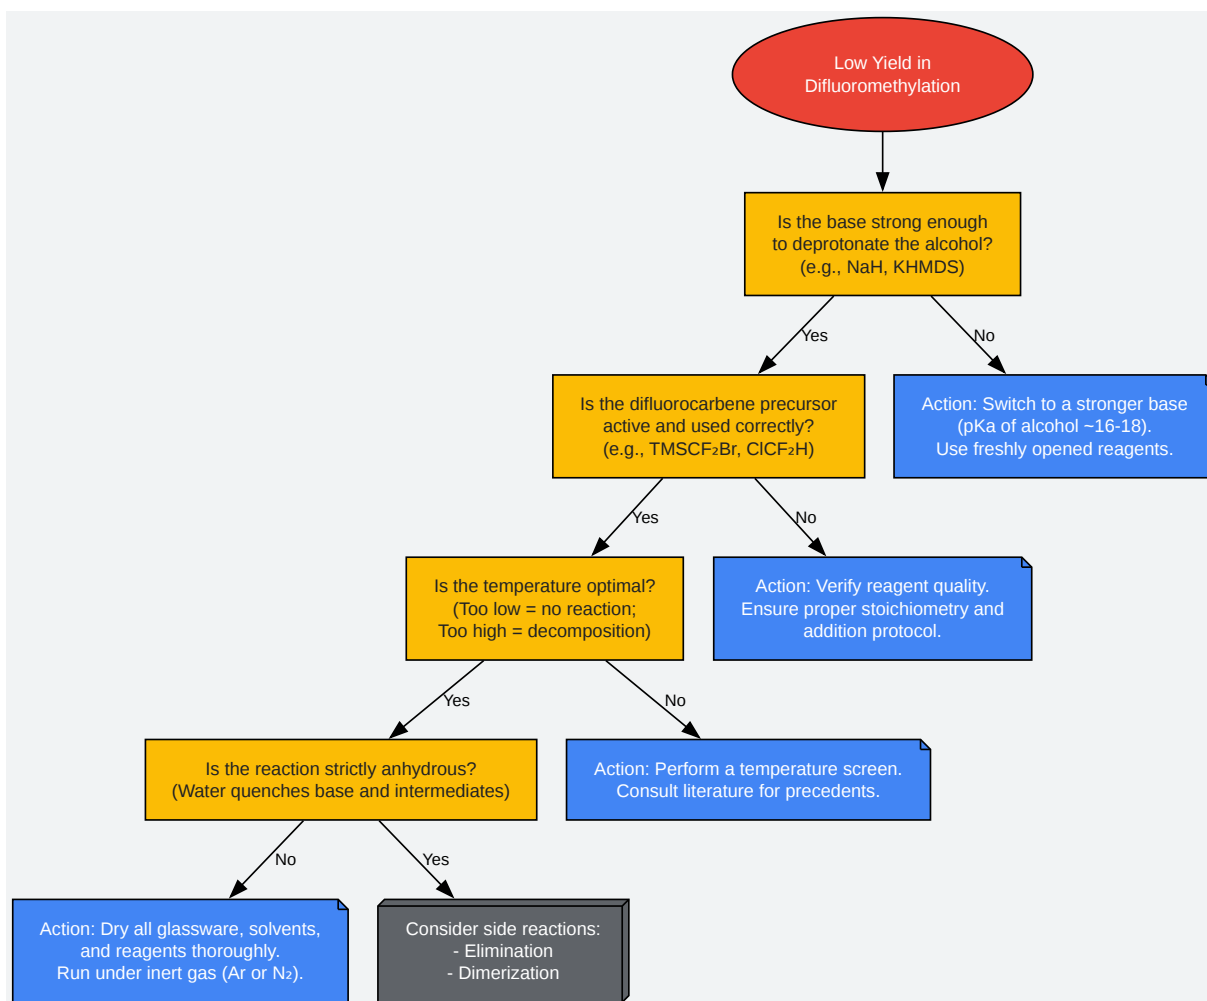 Low Yield in
Difluoromethylation
Is the base strong enough
to deprotonate the alcohol?
(e.g., NaH, KHMDS)
Yes
No
Is the difluorocarbene precursor
active and used correctly?
(e.g., TMSCF₂Br, ClCF₂H)
Action: Switch to a stronger base
(pKa of alcohol ~16-18).
Use freshly opened reagents.
Yes
No
Is the temperature optimal?
(Too low = no reaction;
Too high = decomposition)
Action: Verify reagent quality.
Ensure proper stoichiometry and
addition protocol.
Yes
No
Is the reaction strictly anhydrous?
(Water quenches base and intermediates)
Action: Perform a temperature screen.
Consult literature for precedents.
No
Yes
Action: Dry all glassware, solvents,
and reagents thoroughly.
Run under inert gas (Ar or N₂).
Consider side reactions:
- Elimination
- Dimerization